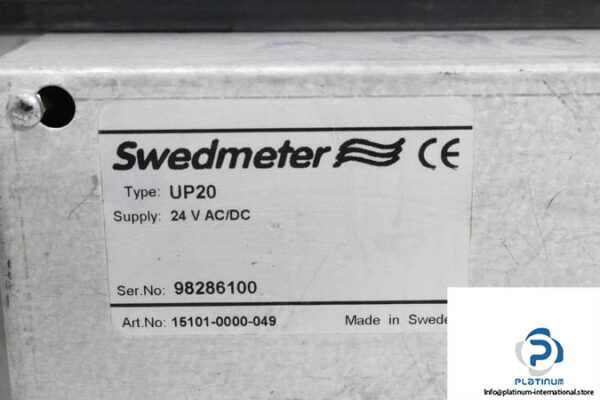 Swedmeter CE
Type: UP20
Supply: 24 V AC/DC
Ser.No: 98286100
Art.No: 15101-0000-049 Made in Swede
PLATINUM
Info@platinum-international.store